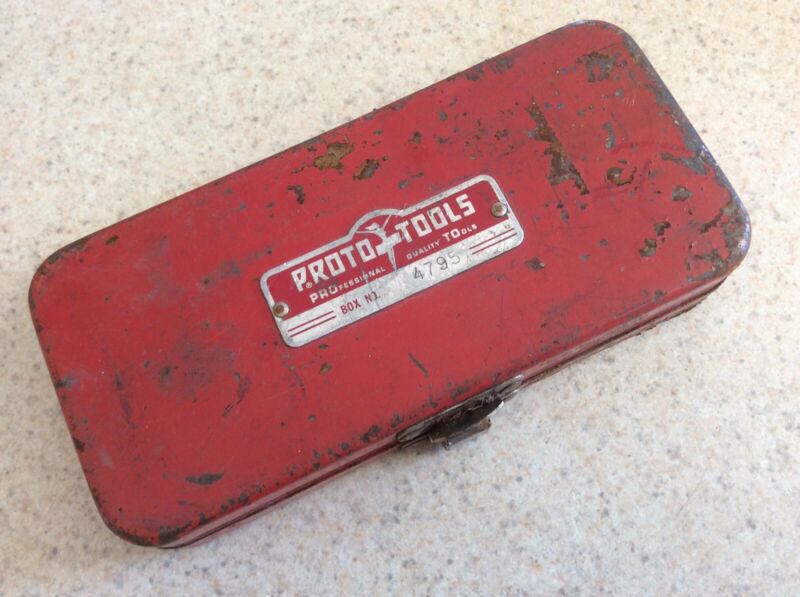 PROTO TOOLS
®
PROFESSIONAL QUALITY TOOLS
BOX NO. 4795